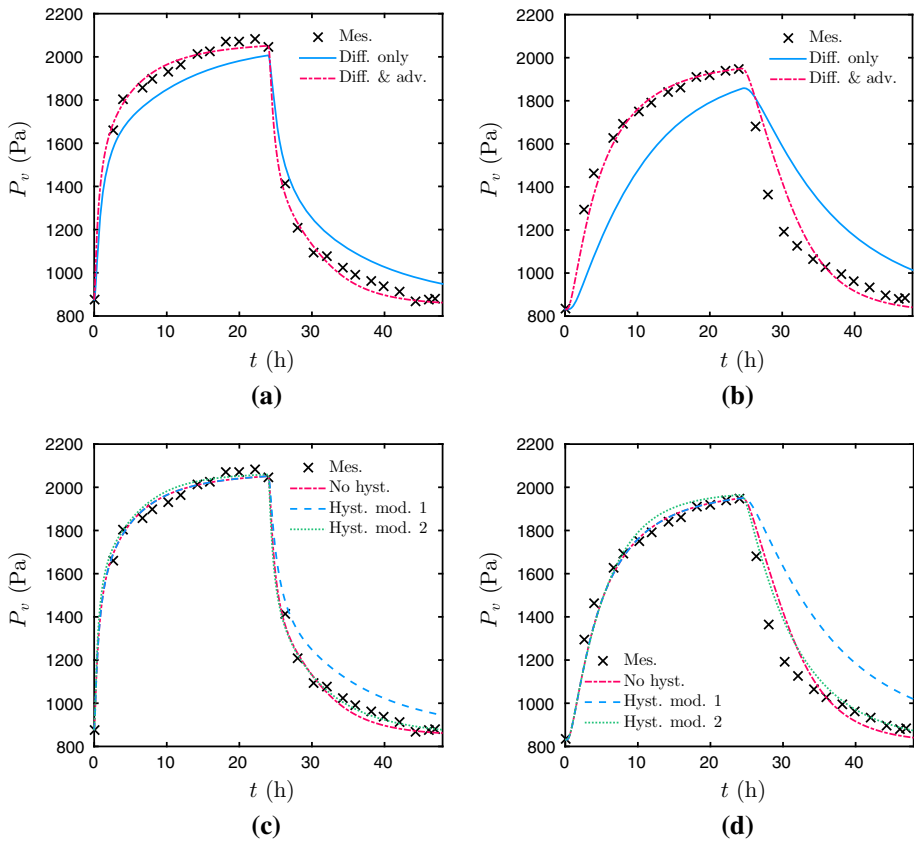 2200
2000
1800
1600
1400
1200
1000
800
P_v (Pa)
Mes.
Diff. only
Diff. & adv.
0 10 20 30 40
t (h)
(a)
2200
2000
1800
1600
1400
1200
1000
800
P_v (Pa)
Mes.
Diff. only
Diff. & adv.
0 10 20 30 40
t (h)
(b)
2200
2000
1800
1600
1400
1200
1000
800
P_v (Pa)
Mes.
No hyst.
Hyst. mod. 1
Hyst. mod. 2
0 10 20 30 40
t (h)
(c)
2200
2000
1800
1600
1400
1200
1000
800
P_v (Pa)
Mes.
No hyst.
Hyst. mod. 1
Hyst. mod. 2
0 10 20 30 40
t (h)
(d)